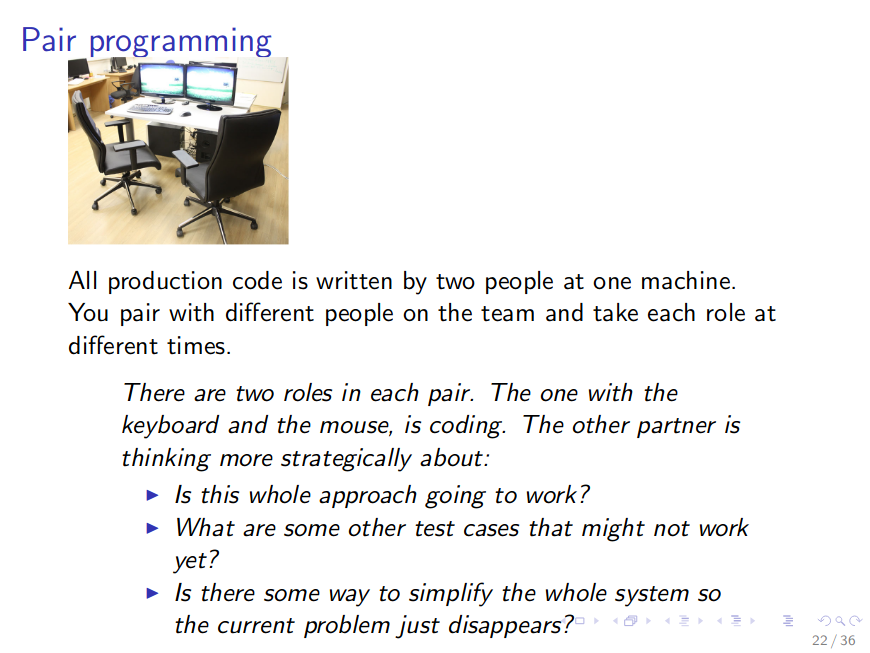 Pair programming
All production code is written by two people at one machine.
You pair with different people on the team and take each role at
different times.
There are two roles in each pair. The one with the
keyboard and the mouse, is coding. The other partner is
thinking more strategically about:
Is this whole approach going to work?
What are some other test cases that might not work
yet?
Is there some way to simplify the whole system so
the current problem just disappears?
22 / 36